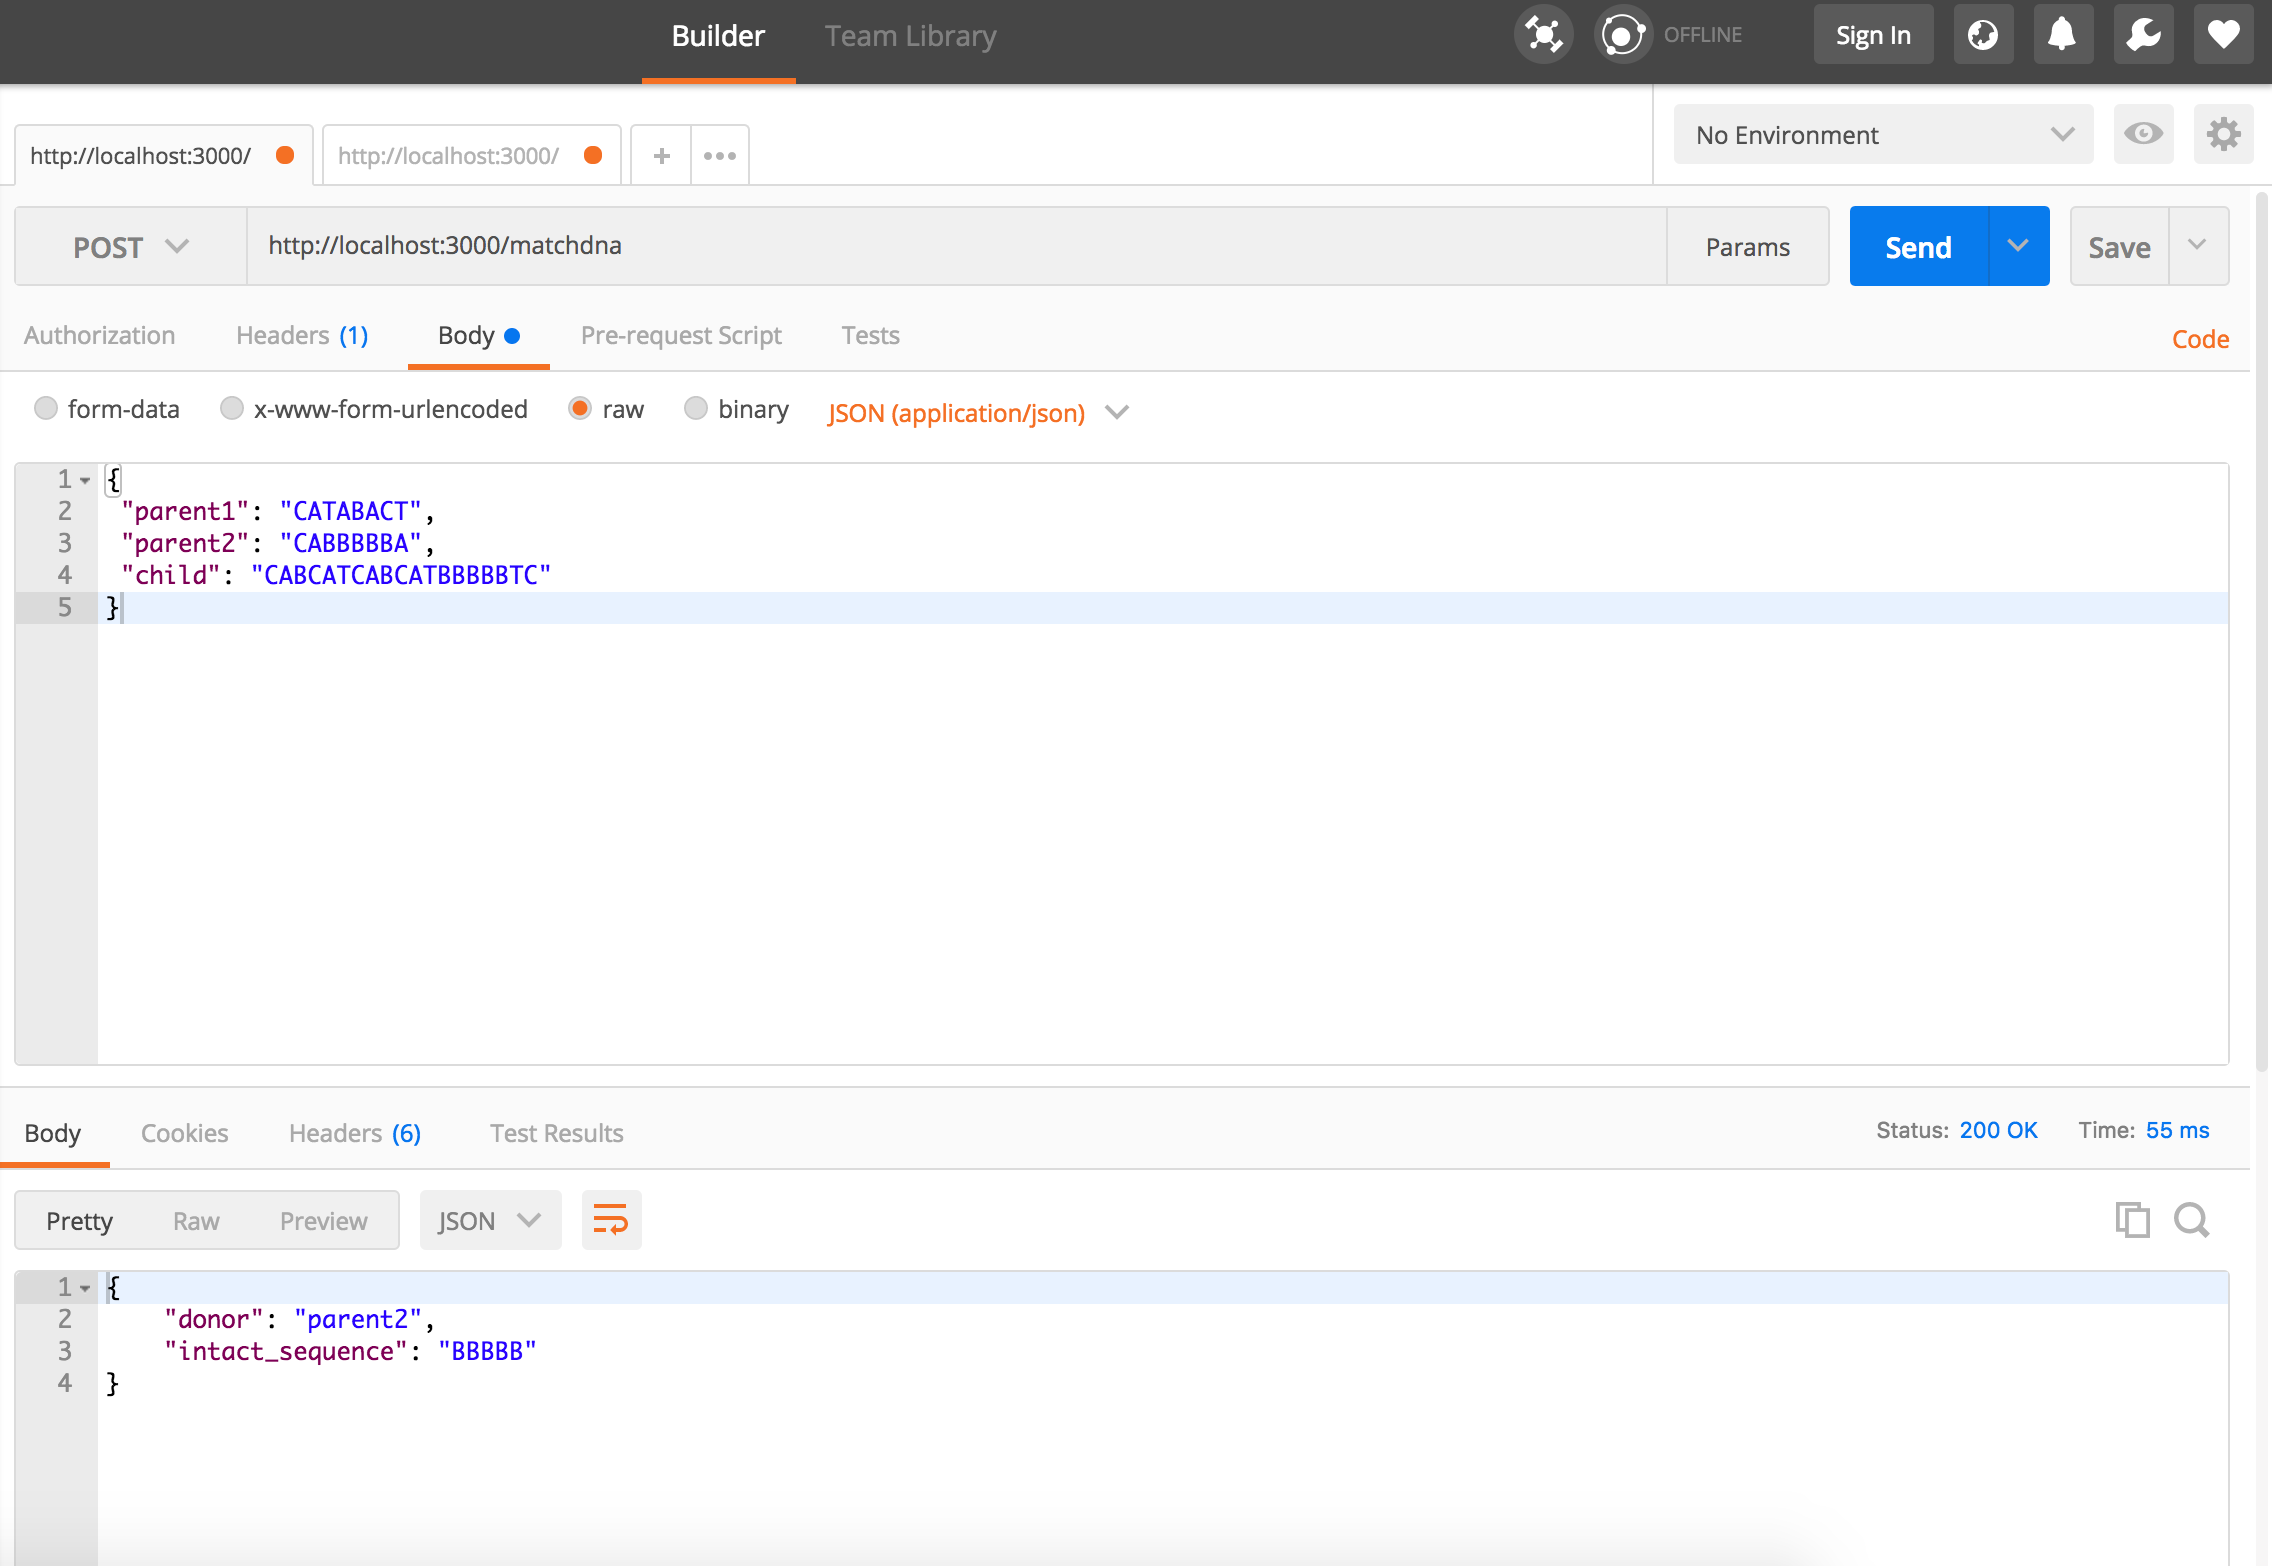 Builder Team Library OFFLINE Sign In
http://localhost:3000/ http://localhost:3000/ + ••• No Environment
POST http://localhost:3000/matchdna Params Send Save
Authorization Headers (1) Body Pre-request Script Tests Code
form-data x-www-form-urlencoded raw binary JSON (application/json)
1 {
2 "parent1": "CATABACT",
3 "parent2": "CABBBBBA",
4 "child": "CABCATCABCATBBBBBTC"
5 }
Body Cookies Headers (6) Test Results Status: 200 OK Time: 55 ms
Pretty Raw Preview JSON
1 {
2 "donor": "parent2",
3 "intact_sequence": "BBBBB"
4 }